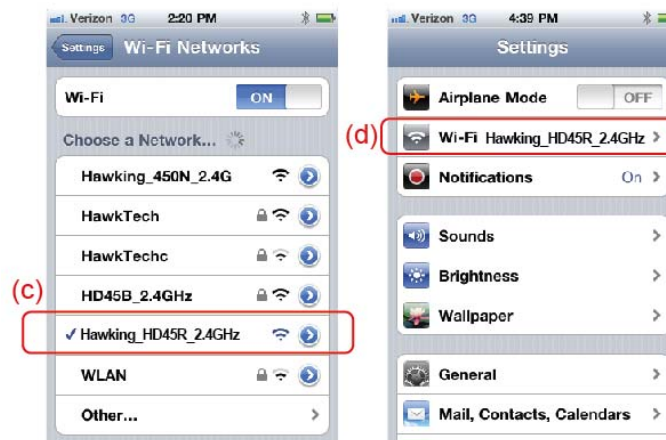 Verizon 3G 2:20 PM
Settings Wi-Fi Networks
Wi-Fi ON
Choose a Network...
Hawking_450N_2.4G
HawkTech
HawkTechc
HD45B_2.4GHz
(c)
✓ Hawking_HD45R_2.4GHz
WLAN
Other...
Verizon 3G 4:39 PM
Settings
Airplane Mode OFF
(d) Wi-Fi Hawking_HD45R_2.4GHz
Notifications On
Sounds
Brightness
Wallpaper
General
Mail, Contacts, Calendars